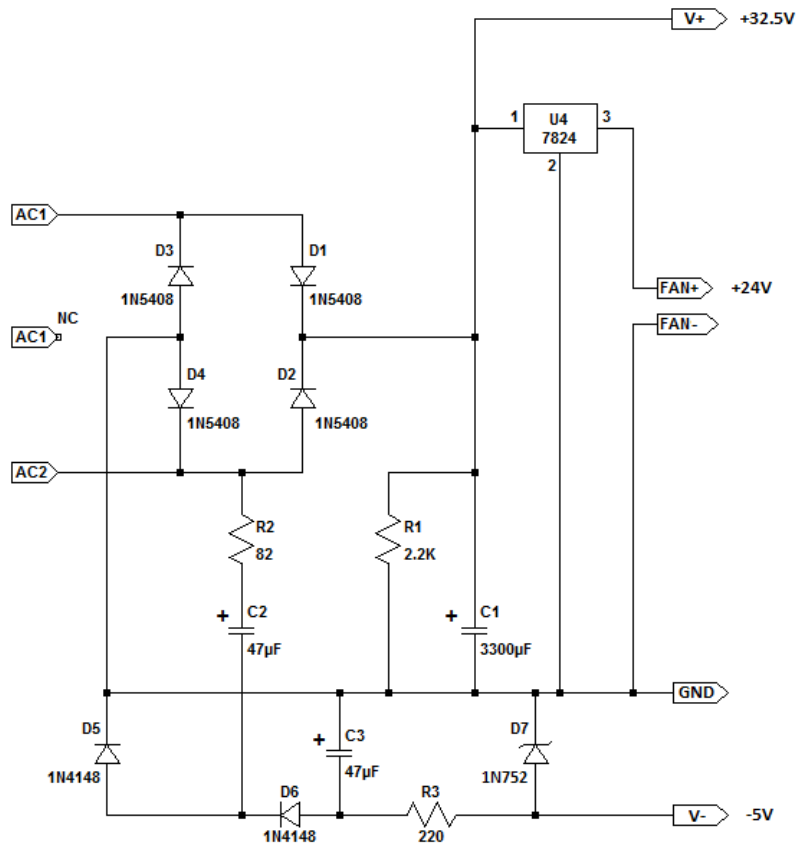 V+ +32.5V
1 U4 3
7824
2
AC1
D3 D1
1N5408 1N5408
FAN+ +24V
NC
AC1
FAN-
D4 D2
1N5408 1N5408
AC2
R2
82
R1
2.2K
+ C2
47µF
+ C1
3300µF
GND
D5
1N4148
+ C3
47µF
D7
1N752
D6
1N4148
R3
220
V- -5V